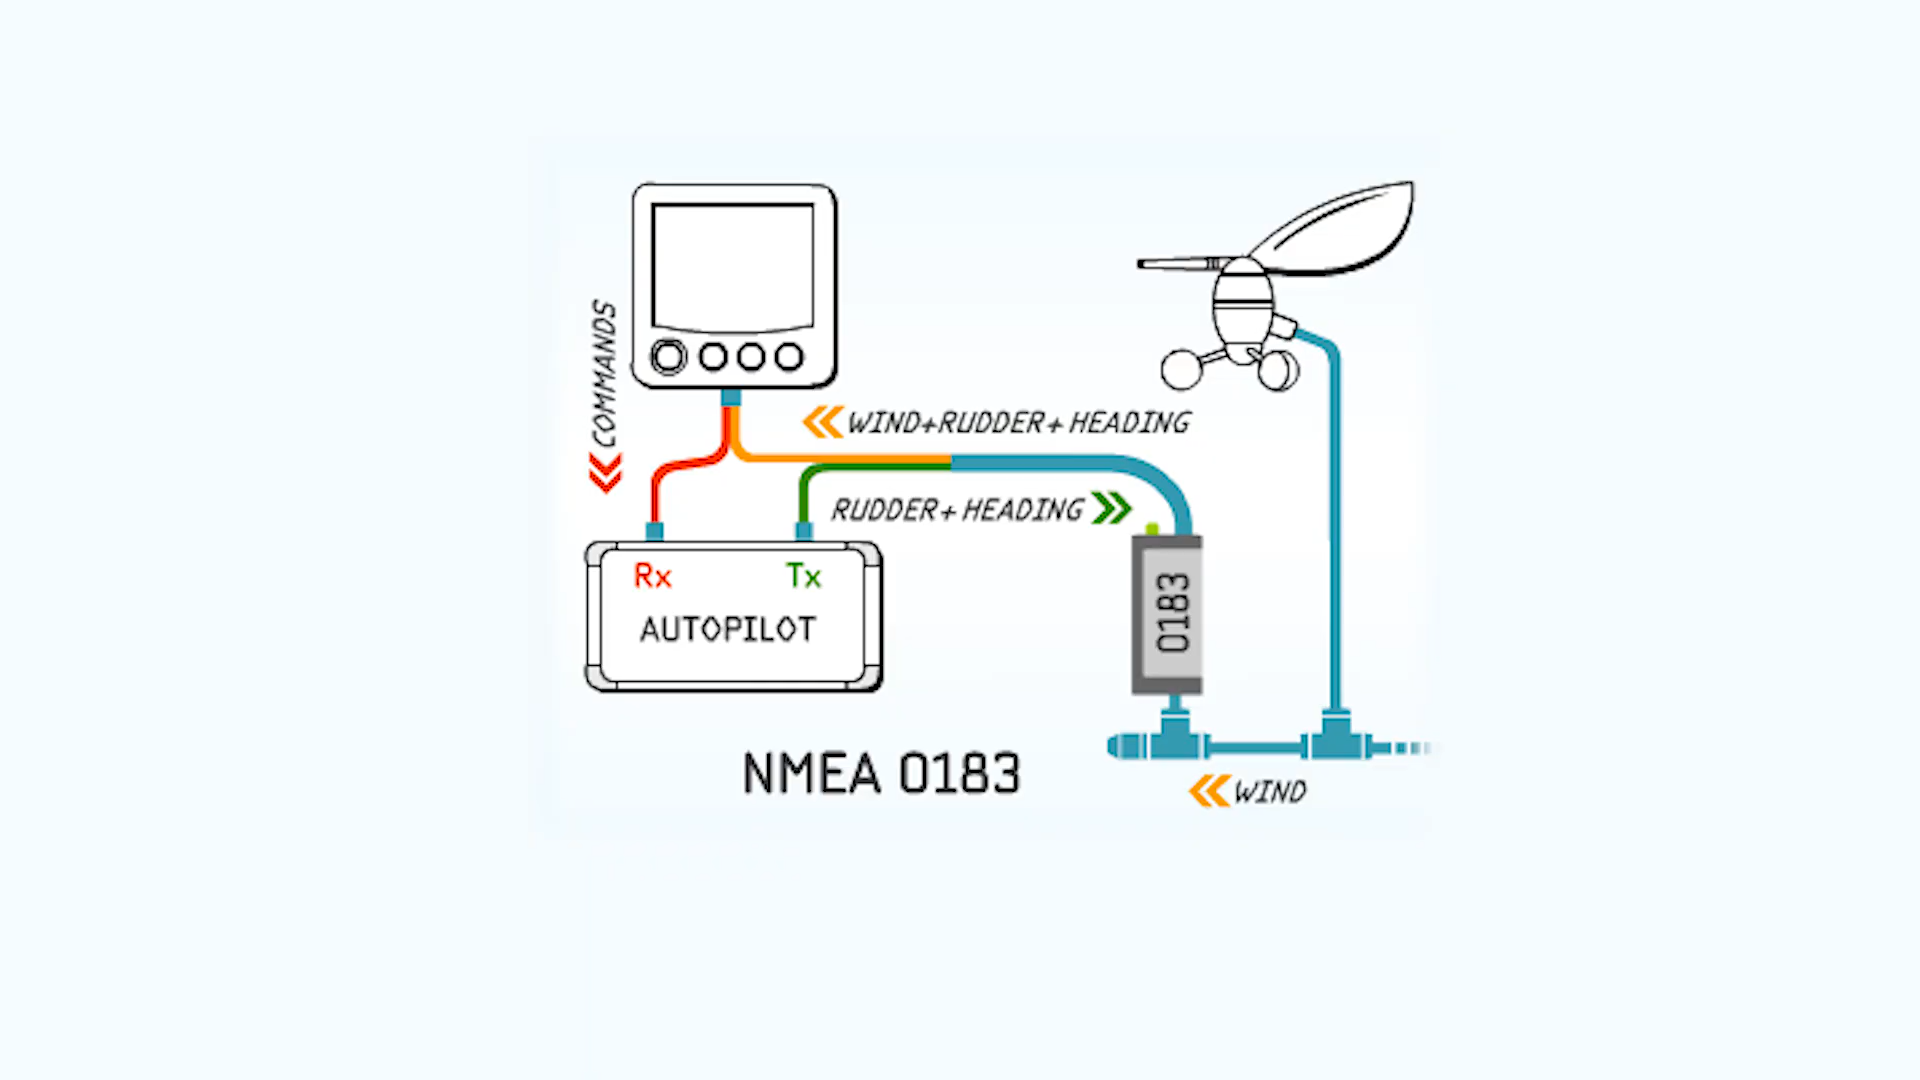 COMMANDS
WIND+RUDDER+HEADING
RUDDER+HEADING
Rx
Tx
AUTOPILOT
0183
NMEA 0183
WIND